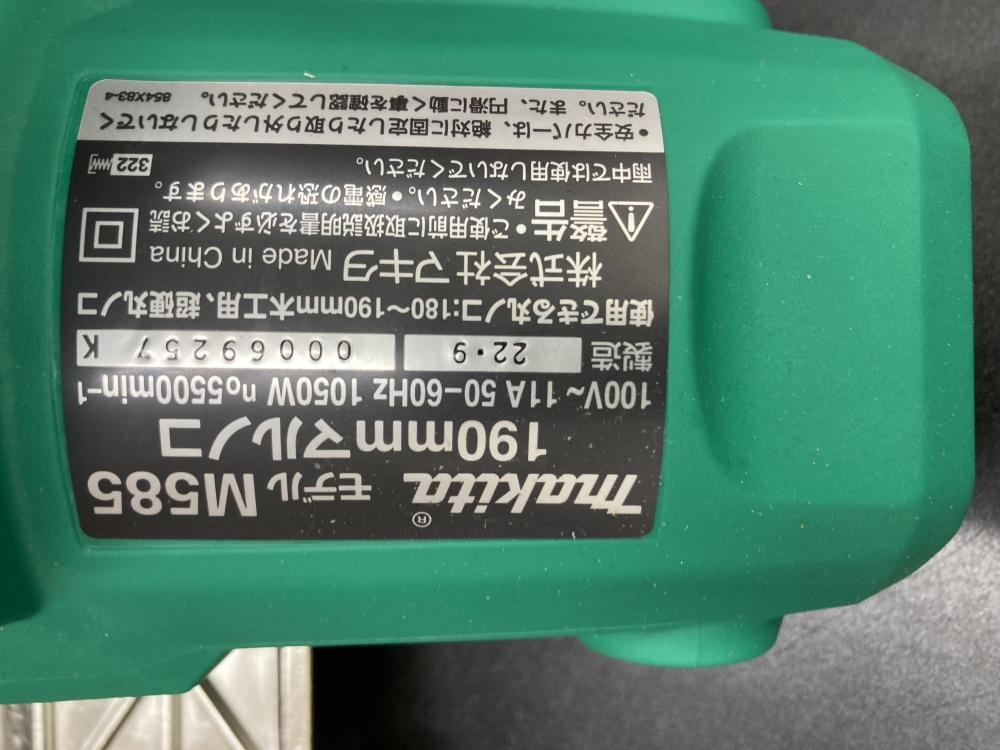 makita® モデル M585
190mmマルノコ
100V~ 11A 50-60Hz 1050W n₀5500min-1
製造 22・9 00069257 K
使用できる丸ノコ:180~190mm木工用、超硬丸ノコ
株式会社 マキタ Made in China
⚠警告 •ご使用前に取扱説明書を必ずよくお読
みください。•感電の恐れがあります。
雨中では使用しないでください。 322
•安全カバーは、絶対に固定したり取り外したりしないでく
ださい。また、円滑に動く事を確認してください。 854X83-4